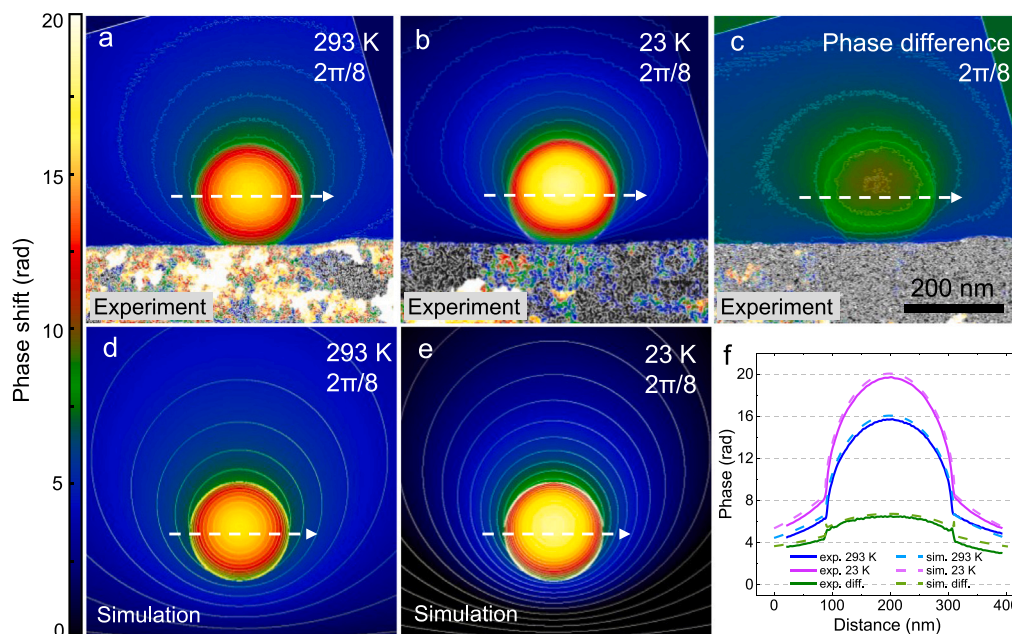 20
15
10
5
0
Phase shift (rad)
a
293 K
2π/8
Experiment
b
23 K
2π/8
Experiment
c
Phase difference
2π/8
200 nm
Experiment
d
293 K
2π/8
Simulation
e
23 K
2π/8
Simulation
f
20
16
12
8
4
0
Phase (rad)
exp. 293 K
sim. 293 K
exp. 23 K
sim. 23 K
exp. diff.
sim. diff.
0
100
200
300
400
Distance (nm)